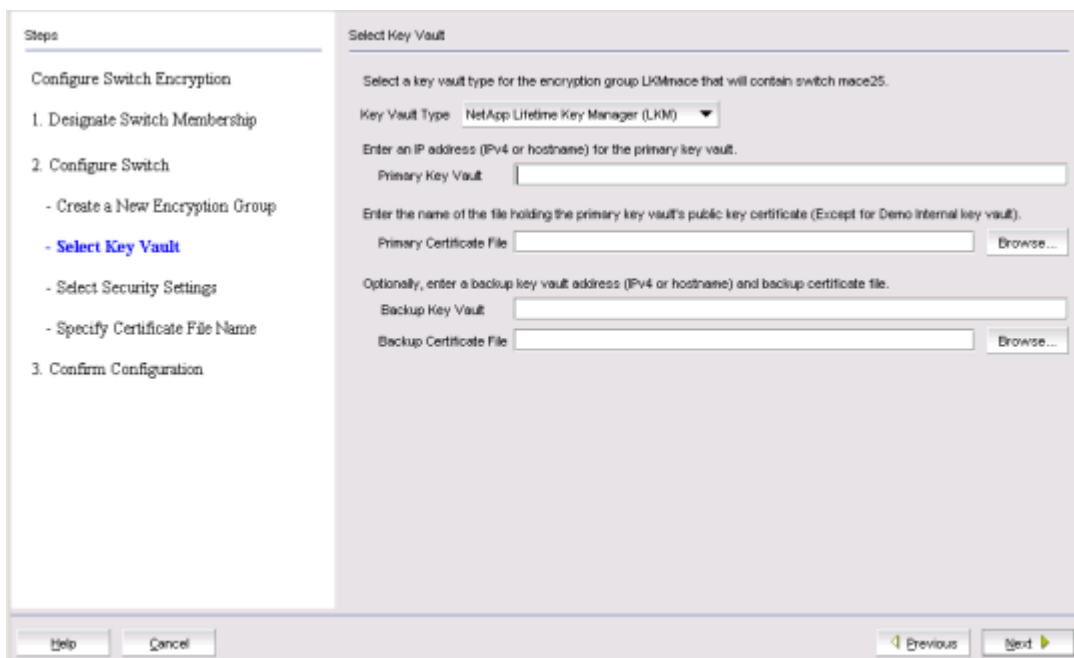 Steps
Configure Switch Encryption
1. Designate Switch Membership
2. Configure Switch
- Create a New Encryption Group
- Select Key Vault
- Select Security Settings
- Specify Certificate File Name
3. Confirm Configuration
Select Key Vault
Select a key vault type for the encryption group LKMmace that will contain switch mace25.
Key Vault Type NetApp Lifetime Key Manager (LKM)
Enter an IP address (IPv4 or hostname) for the primary key vault.
Primary Key Vault
Enter the name of the file holding the primary key vault's public key certificate (Except for Demo Internal key vault).
Primary Certificate File Browse...
Optionally, enter a backup key vault address (IPv4 or hostname) and backup certificate file.
Backup Key Vault
Backup Certificate File Browse...
Help Cancel Previous Next